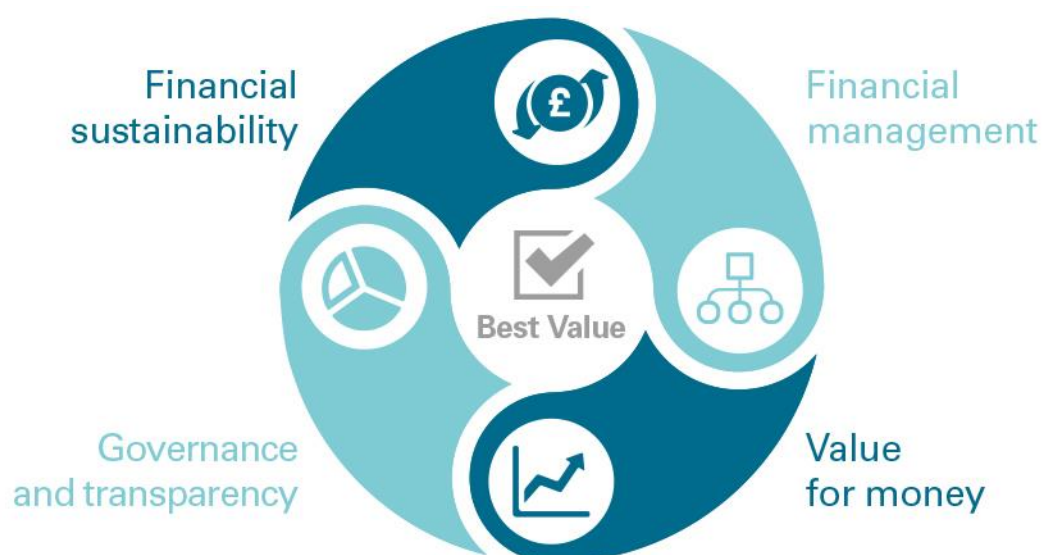 Financial
sustainability
Financial
management
£
Best Value
Governance
and transparency
Value
for money